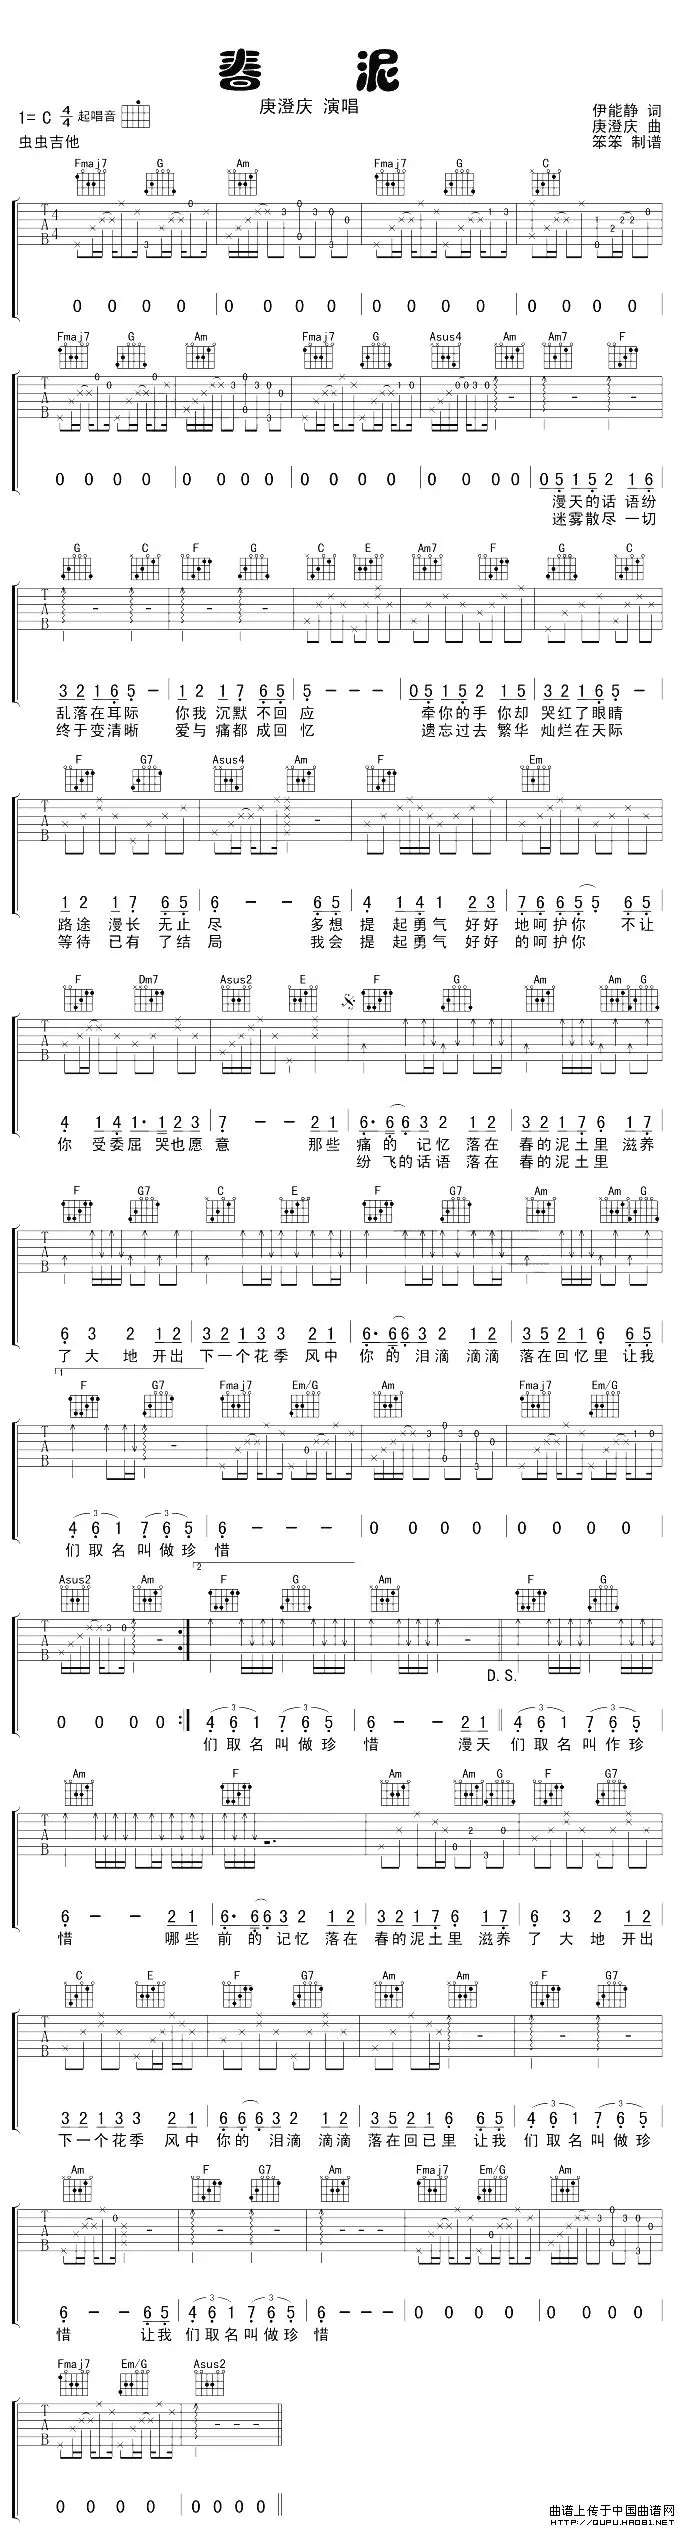 春 泥
庚澄庆 演唱
1= C 4/4 起唱音
虫虫吉他
伊能静 词
庚澄庆 曲
笨笨 制谱
Fmaj7 G Am Fmaj7 G C
T A B 4 4
0 0 0 0 0 0 0 0 0 0 0 0 0 0 0 0
Fmaj7 G Am Fmaj7 G Asus4 Am Am7 F
0 0 0 0 0 0 0 0 0 0 0 0 0 0 0 0 0 5 1 5 2 1 6
漫天的话 语纷
迷雾散尽 一切
G C F G C E Am7 F G C
3 2 1 6 5 - 1 2 1 7 6 5 5 - - 0 5 1 5 2 1 5 3 2 1 6 5 -
乱落在耳际 你我 沉默 不回 应 牵你的手 你却 哭红了眼睛
终于变清晰 爱与 痛都 成回 忆 遗忘过去 繁华 灿烂在天际
F G7 Asus4 Am F Em
1 2 1 7 6 5 6 - - 6 5 4 1 4 1 2 3 7 6 6 5 5 6 5
路途 漫长 无止 尽 多想 提 起勇气 好好 地呵护你 不让
等待 已有 了结 局 我会 提 起勇气 好好 的呵护你
F Dm7 Asus2 E F G Am Am G
4 1 4 1· 1 2 3 7 - - 2 1 6· 6 6 3 2 1 2 3 2 1 7 6 1 7
你 受委屈 哭也愿 意 那些 痛 的 记忆 落在 春的泥土里 滋养
纷 飞的话语 落在 春的泥土里
F G7 C E F G7 Am Am G
6 3 2 1 2 3 2 1 3 3 2 1 6· 6 6 3 2 1 2 3 5 2 1 6 6 5
了 大 地 开出 下一个花季 风中 你 的 泪滴 滴滴 落在回忆里 让我
1.
F G7 Fmaj7 Em/G Am Fmaj7 Em/G
4 6 1 7 6 5 6 - - - 0 0 0 0 0 0 0 0
们 取 名 叫 做 珍 惜
2.
Asus2 Am F G Am F G
D.S.
0 0 0 0 4 6 1 7 6 5 6 - - 2 1 4 6 1 7 6 5
们 取 名 叫 做 珍 惜 漫天 们 取 名 叫 作 珍
Am F Am Am G F G7
6 - - 2 1 6· 6 6 3 2 1 2 3 2 1 7 6 1 7 6 3 2 1 2
惜 哪些 前 的 记忆 落在 春的泥土里 滋养 了 大 地 开出
C E F G7 Am Am F G7
3 2 1 3 3 2 1 6· 6 6 3 2 1 2 3 5 2 1 6 6 5 4 6 1 7 6 5
下一个花季 风中 你的 泪滴 滴滴 落在回已里 让我 们 取 名 叫 做 珍
Am F G7 Am Fmaj7 Em/G Am
6 - - 6 5 4 6 1 7 6 5 6 - - - 0 0 0 0 0 0 0 0
惜 让我 们 取 名 叫 做 珍 惜
Fmaj7 Em/G Asus2
0 0 0 0 0 0 0 0
曲谱上传于中国曲谱网
HTTP://QUPU.HAO81.NET